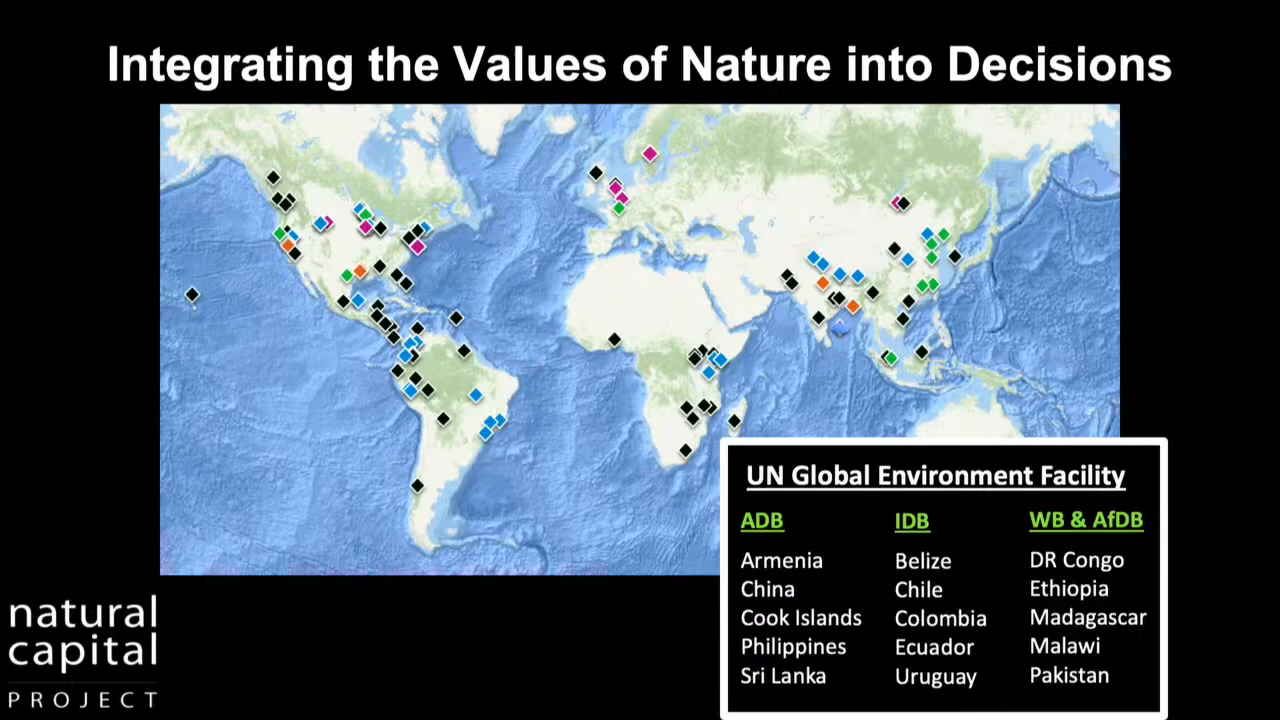 Integrating the Values of Nature into Decisions
UN Global Environment Facility
ADB IDB WB & AfDB
Armenia Belize DR Congo
China Chile Ethiopia
Cook Islands Colombia Madagascar
Philippines Ecuador Malawi
Sri Lanka Uruguay Pakistan
natural
capital
PROJECT